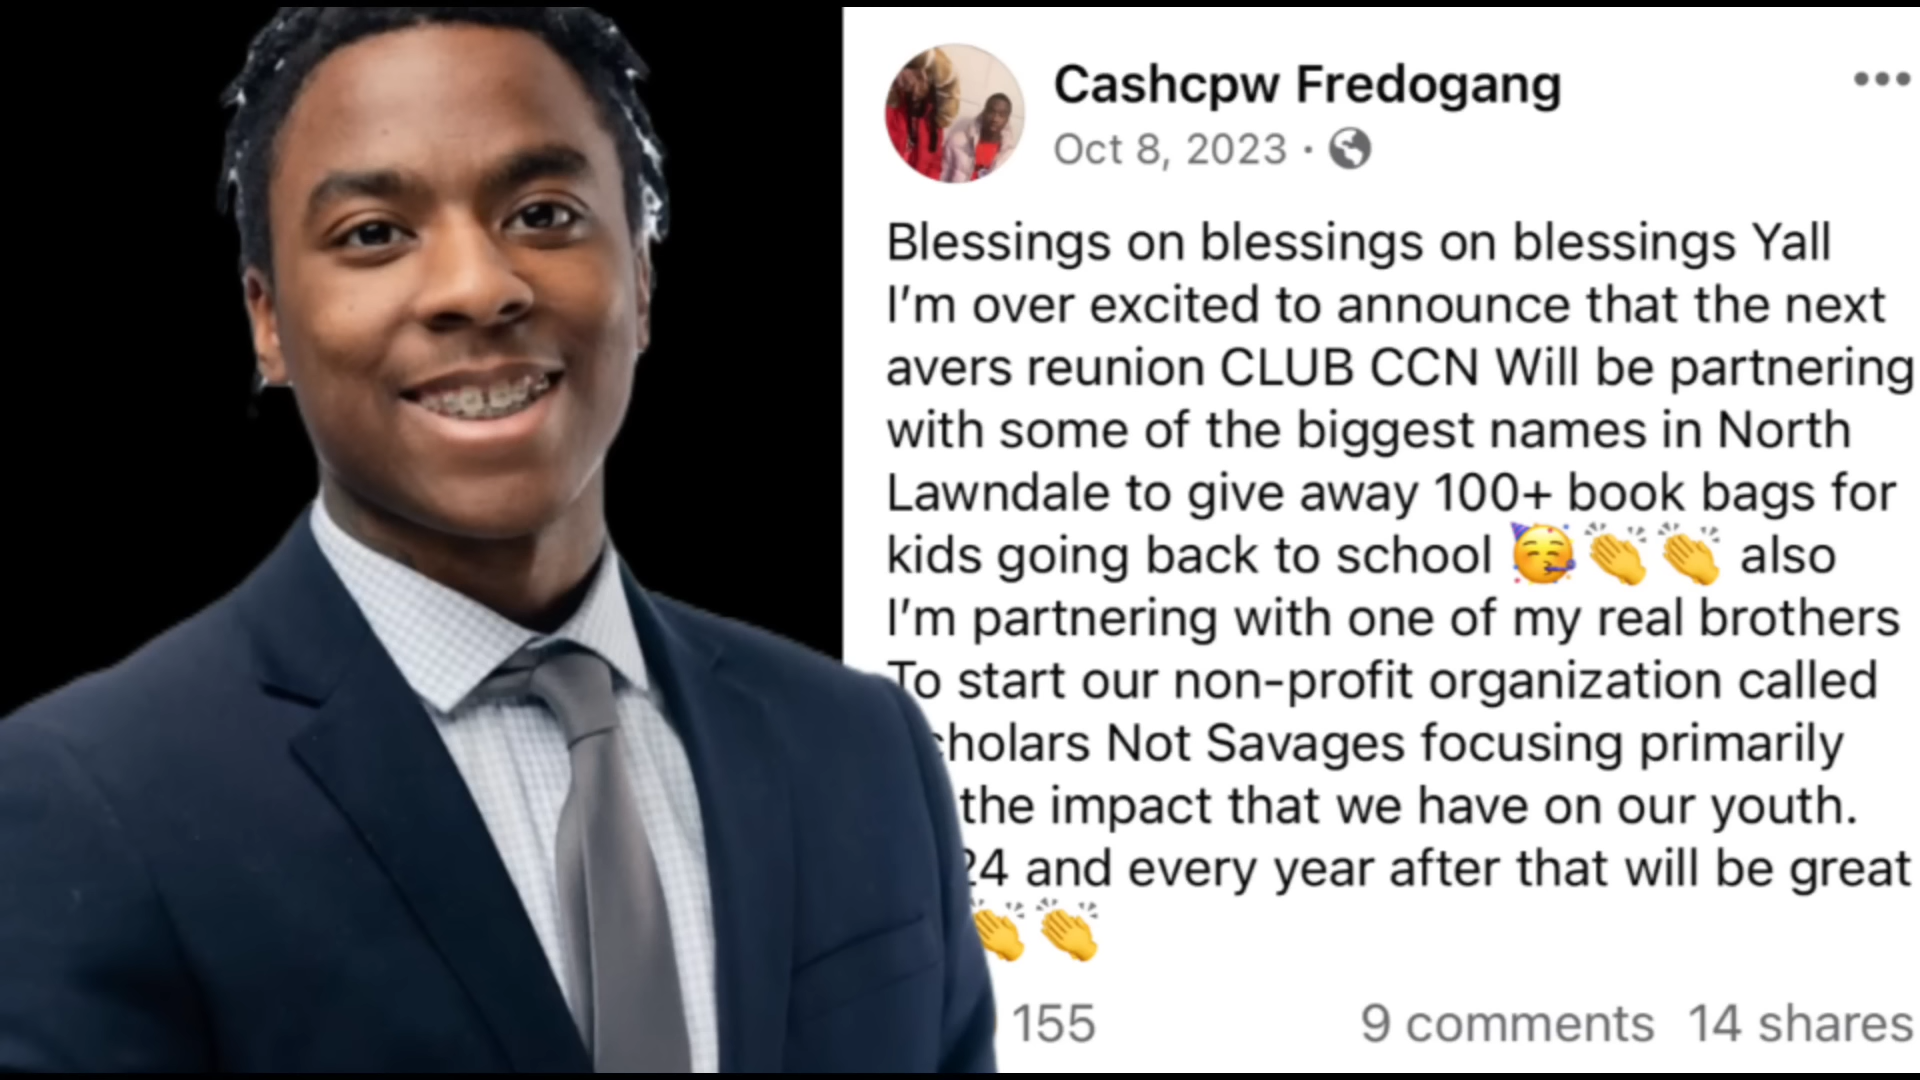 Cashcpw Fredogang
Oct 8, 2023 ·
Blessings on blessings on blessings Yall
I'm over excited to announce that the next
avers reunion CLUB CCN Will be partnering
with some of the biggest names in North
Lawndale to give away 100+ book bags for
kids going back to school 🥳👏👏 also
I'm partnering with one of my real brothers
To start our non-profit organization called
cholars Not Savages focusing primarily
the impact that we have on our youth.
24 and every year after that will be great
👏👏
155
9 comments 14 shares